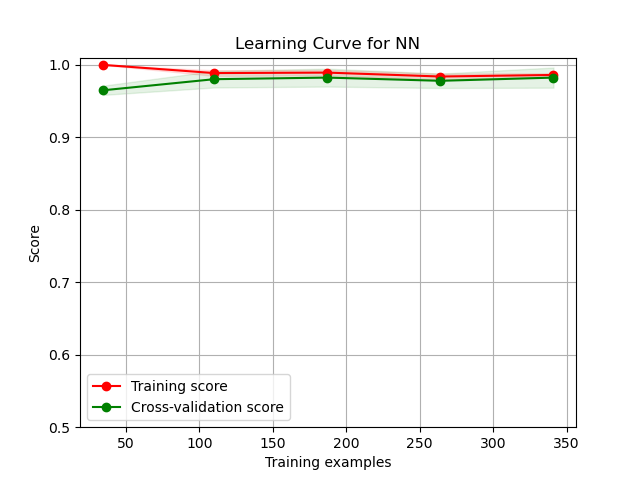 Learning Curve for NN
1.0
0.9
0.8
0.7
0.6
0.5
Score
Training score
Cross-validation score
50 100 150 200 250 300 350
Training examples